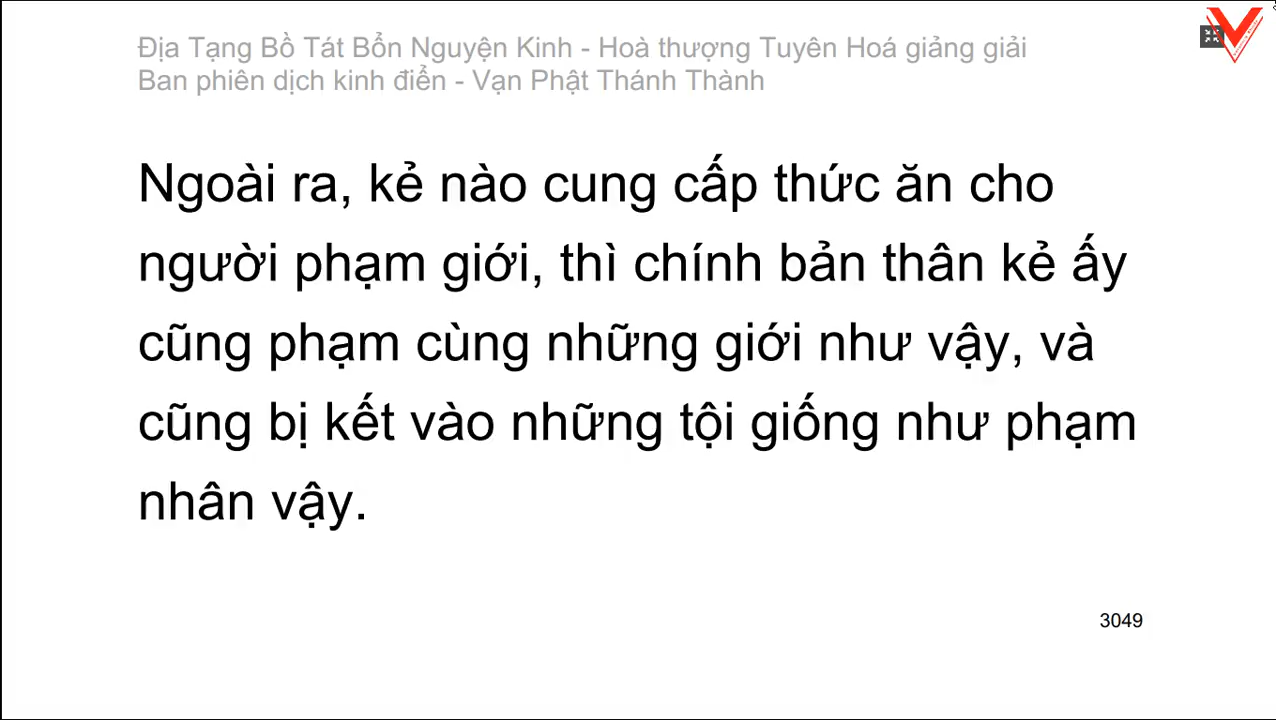 Địa Tạng Bồ Tát Bổn Nguyện Kinh - Hoà thượng Tuyên Hoá giảng giải
Ban phiên dịch kinh điển - Vạn Phật Thánh Thành
Ngoài ra, kẻ nào cung cấp thức ăn cho
người phạm giới, thì chính bản thân kẻ ấy
cũng phạm cùng những giới như vậy, và
cũng bị kết vào những tội giống như phạm
nhân vậy.
3049